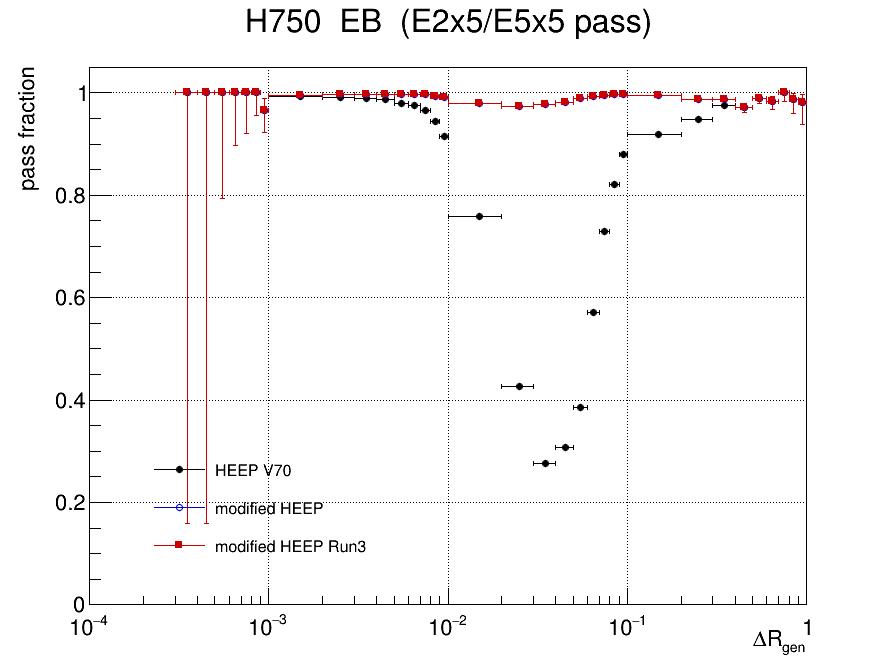 H750 EB (E2x5/E5x5 pass)
pass fraction
1
0.8
0.6
0.4
0.2
0
HEEP V70
modified HEEP
modified HEEP Run3
10⁻⁴ 10⁻³ 10⁻² 10⁻¹ 1
ΔR_gen